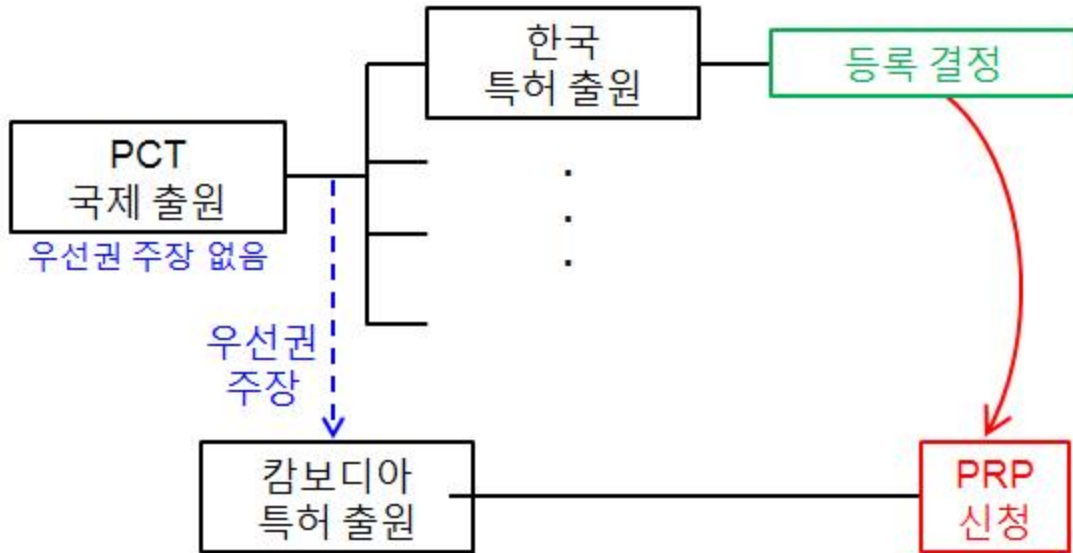 한국
특허 출원
등록 결정
PCT
국제 출원
우선권 주장 없음
우선권
주장
캄보디아
특허 출원
PRP
신청